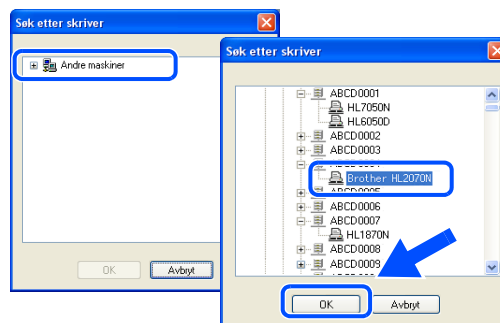 Søk etter skriver
Andre maskiner
OK
Avbryt
Søk etter skriver
ABCD0001
HL7050N
HL6050D
ABCD0002
ABCD0003
Brother HL2070N
ABCD0005
ABCD0006
ABCD0007
HL1870N
ABCD0008
ABCD0009
OK
Avbryt